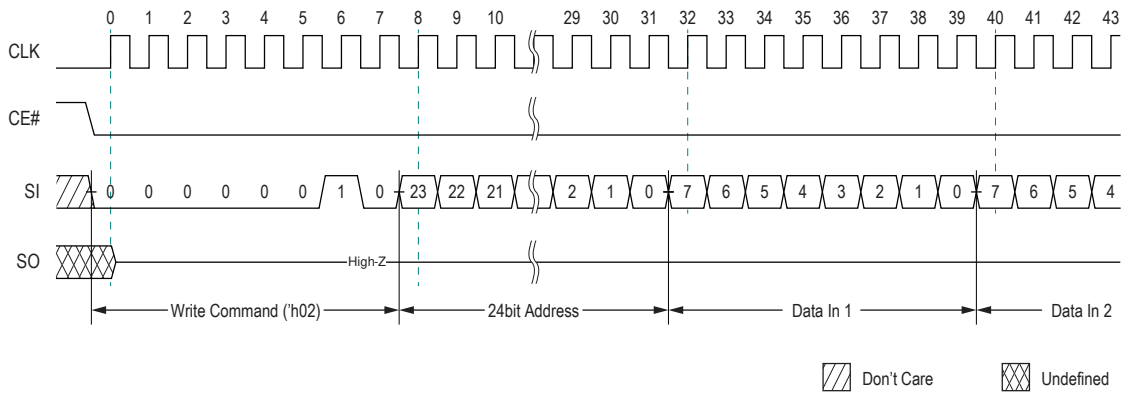 0 1 2 3 4 5 6 7 8 9 10 29 30 31 32 33 34 35 36 37 38 39 40 41 42 43
CLK
CE#
SI 0 0 0 0 0 0 1 0 23 22 21 2 1 0 7 6 5 4 3 2 1 0 7 6 5 4
SO High-Z
Write Command ('h02) 24bit Address Data In 1 Data In 2
Don't Care Undefined